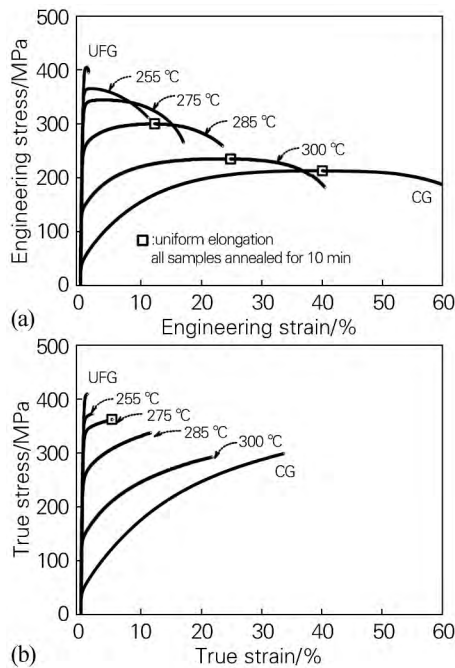 500
UFG
255 °C
400
275 °C
285 °C
300
300 °C
200
CG
100
:uniform elongation
all samples annealed for 10 min
0
Engineering stress/MPa
0 10 20 30 40 50 60
(a) Engineering strain/%
500
UFG
400
255 °C
275 °C
285 °C
300 °C
300
CG
200
100
0
True stress/MPa
0 10 20 30 40 50 60
(b) True strain/%